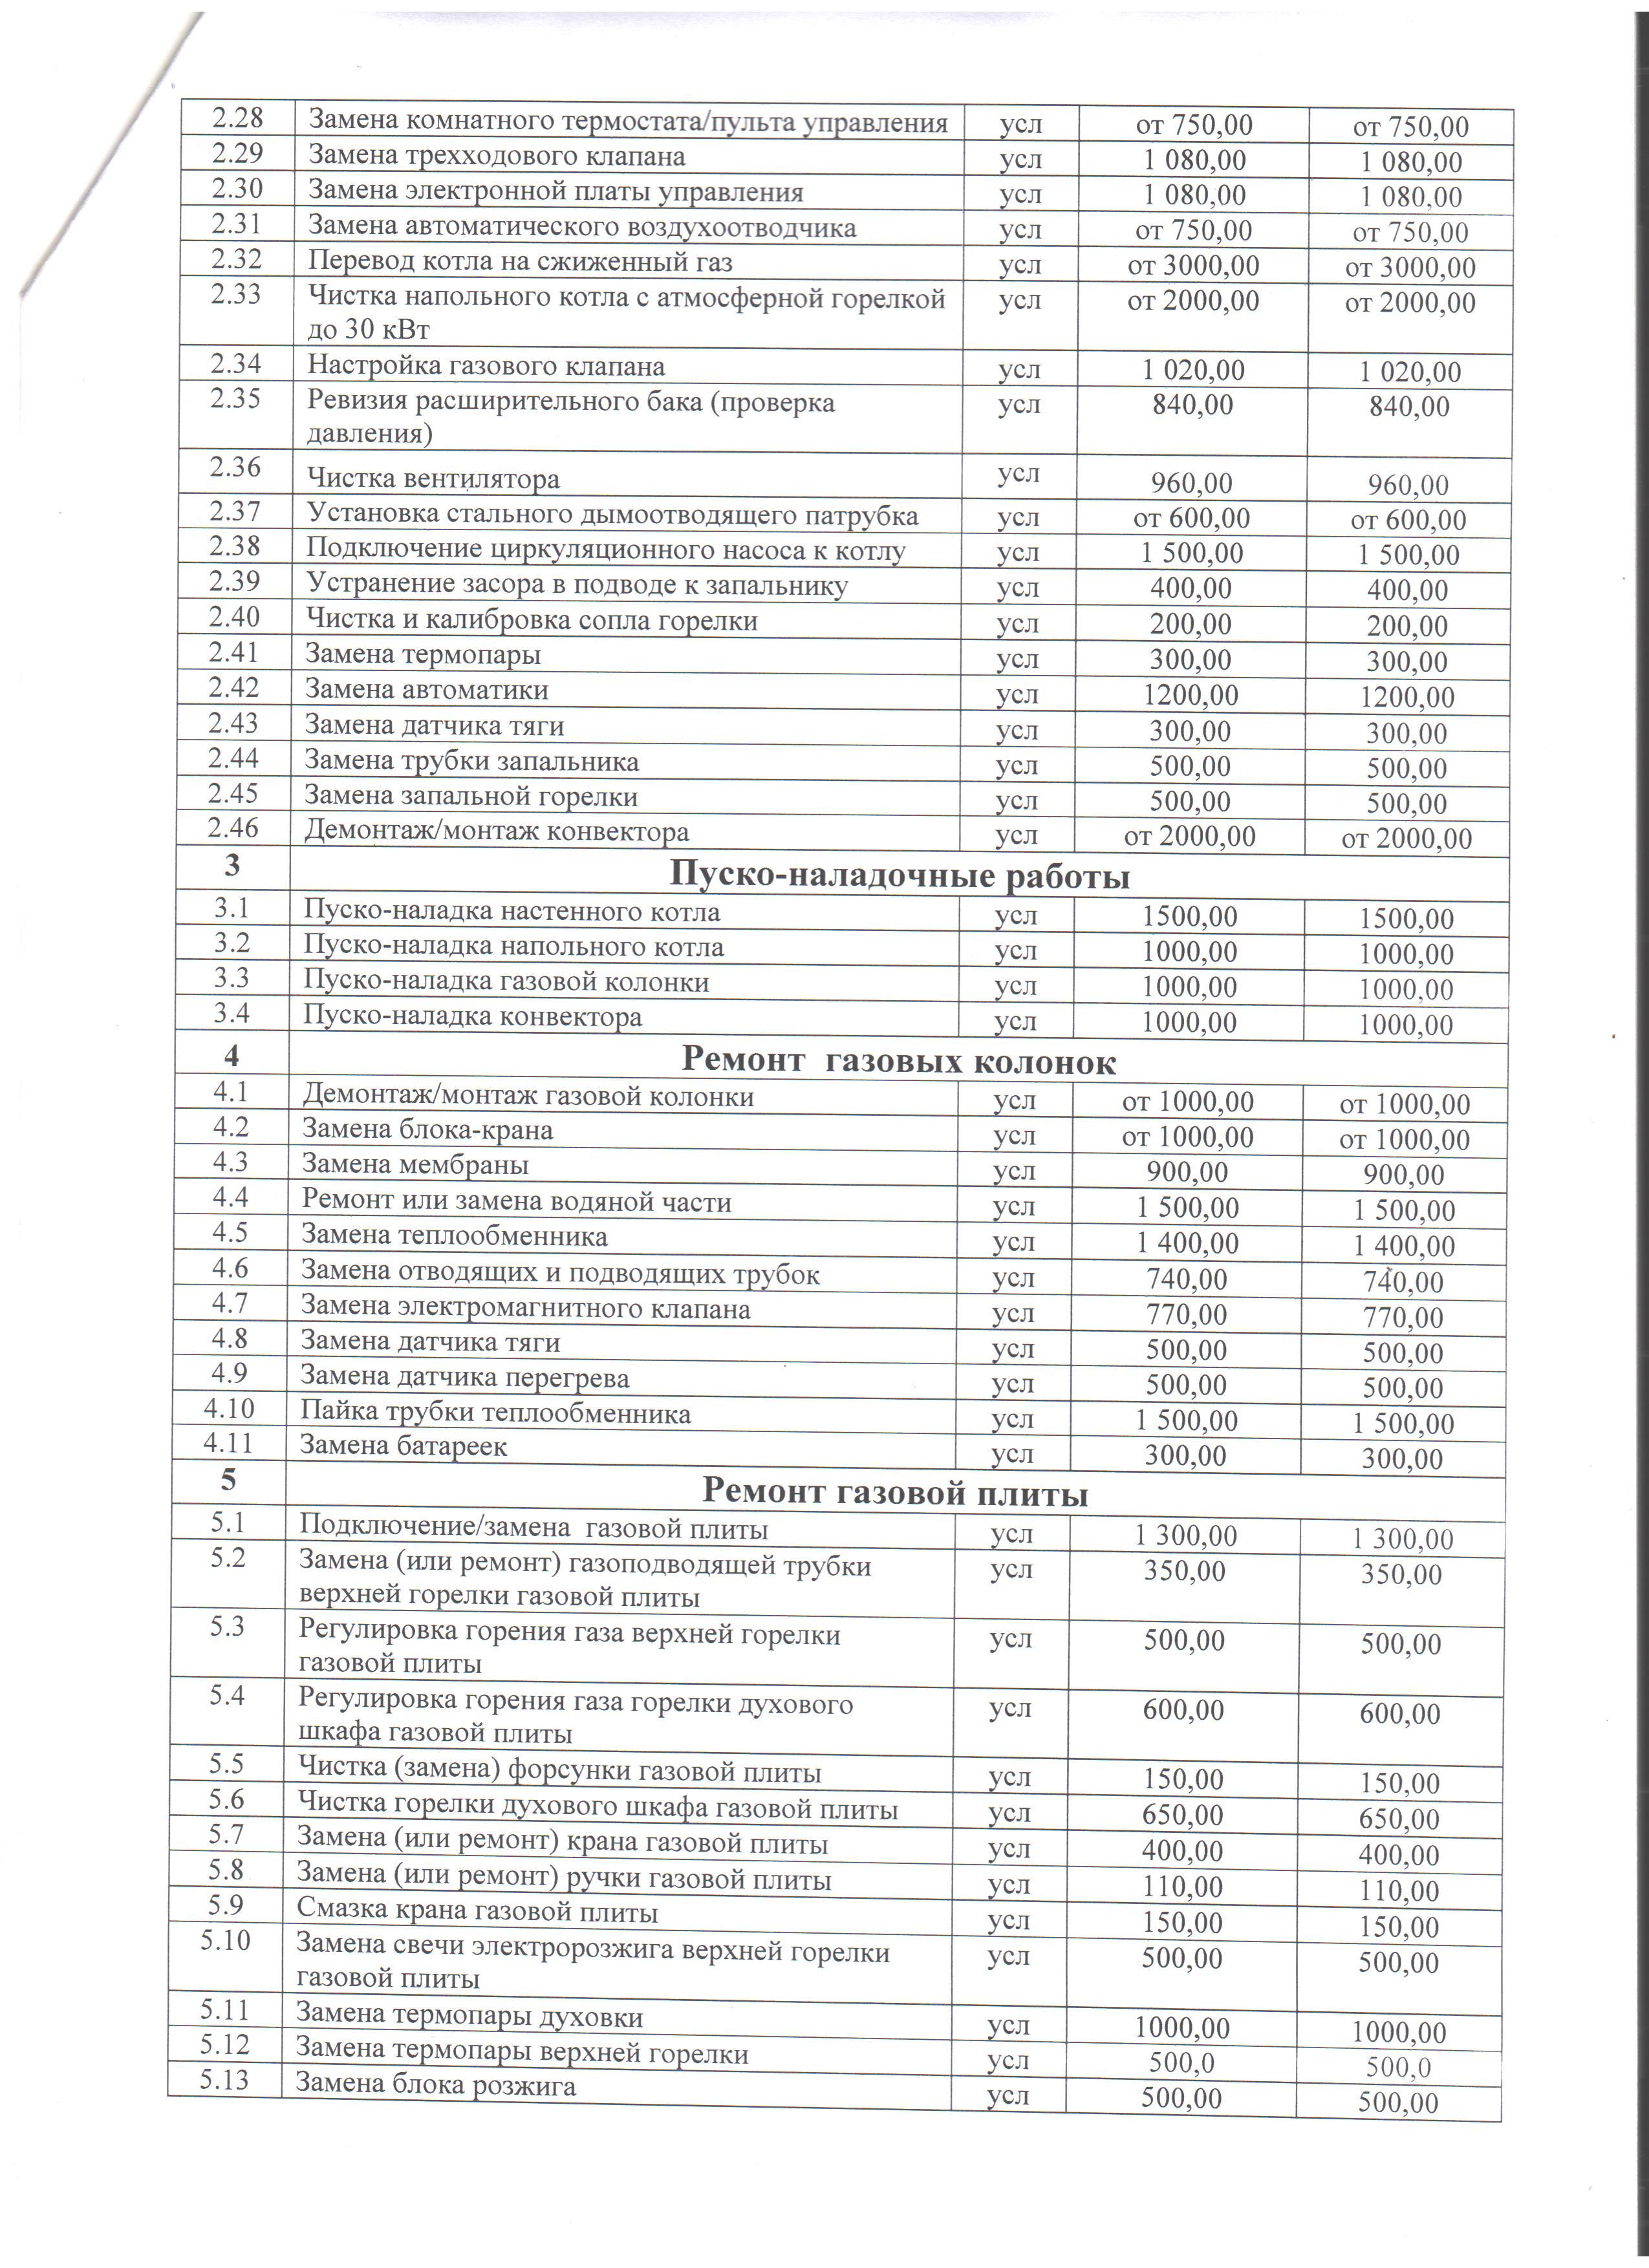 2.28 Замена комнатного термостата/пульта управления усл от 750,00 от 750,00
2.29 Замена трехходового клапана усл 1 080,00 1 080,00
2.30 Замена электронной платы управления усл 1 080,00 1 080,00
2.31 Замена автоматического воздухоотводчика усл от 750,00 от 750,00
2.32 Перевод котла на сжиженный газ усл от 3000,00 от 3000,00
2.33 Чистка напольного котла с атмосферной горелкой усл от 2000,00 от 2000,00
до 30 кВт
2.34 Настройка газового клапана усл 1 020,00 1 020,00
2.35 Ревизия расширительного бака (проверка усл 840,00 840,00
давления)
2.36 Чистка вентилятора усл 960,00 960,00
2.37 Установка стального дымоотводящего патрубка усл от 600,00 от 600,00
2.38 Подключение циркуляционного насоса к котлу усл 1 500,00 1 500,00
2.39 Устранение засора в подводе к запальнику усл 400,00 400,00
2.40 Чистка и калибровка сопла горелки усл 200,00 200,00
2.41 Замена термопары усл 300,00 300,00
2.42 Замена автоматики усл 1200,00 1200,00
2.43 Замена датчика тяги усл 300,00 300,00
2.44 Замена трубки запальника усл 500,00 500,00
2.45 Замена запальной горелки усл 500,00 500,00
2.46 Демонтаж/монтаж конвектора усл от 2000,00 от 2000,00
3 Пуско-наладочные работы
3.1 Пуско-наладка настенного котла усл 1500,00 1500,00
3.2 Пуско-наладка напольного котла усл 1000,00 1000,00
3.3 Пуско-наладка газовой колонки усл 1000,00 1000,00
3.4 Пуско-наладка конвектора усл 1000,00 1000,00
4 Ремонт газовых колонок
4.1 Демонтаж/монтаж газовой колонки усл от 1000,00 от 1000,00
4.2 Замена блока-крана усл от 1000,00 от 1000,00
4.3 Замена мембраны усл 900,00 900,00
4.4 Ремонт или замена водяной части усл 1 500,00 1 500,00
4.5 Замена теплообменника усл 1 400,00 1 400,00
4.6 Замена отводящих и подводящих трубок усл 740,00 740,00
4.7 Замена электромагнитного клапана усл 770,00 770,00
4.8 Замена датчика тяги усл 500,00 500,00
4.9 Замена датчика перегрева усл 500,00 500,00
4.10 Пайка трубки теплообменника усл 1 500,00 1 500,00
4.11 Замена батареек усл 300,00 300,00
5 Ремонт газовой плиты
5.1 Подключение/замена газовой плиты усл 1 300,00 1 300,00
5.2 Замена (или ремонт) газоподводящей трубки усл 350,00 350,00
верхней горелки газовой плиты
5.3 Регулировка горения газа верхней горелки усл 500,00 500,00
газовой плиты
5.4 Регулировка горения газа горелки духового усл 600,00 600,00
шкафа газовой плиты
5.5 Чистка (замена) форсунки газовой плиты усл 150,00 150,00
5.6 Чистка горелки духового шкафа газовой плиты усл 650,00 650,00
5.7 Замена (или ремонт) крана газовой плиты усл 400,00 400,00
5.8 Замена (или ремонт) ручки газовой плиты усл 110,00 110,00
5.9 Смазка крана газовой плиты усл 150,00 150,00
5.10 Замена свечи электророзжига верхней горелки усл 500,00 500,00
газовой плиты
5.11 Замена термопары духовки усл 1000,00 1000,00
5.12 Замена термопары верхней горелки усл 500,0 500,0
5.13 Замена блока розжига усл 500,00 500,00